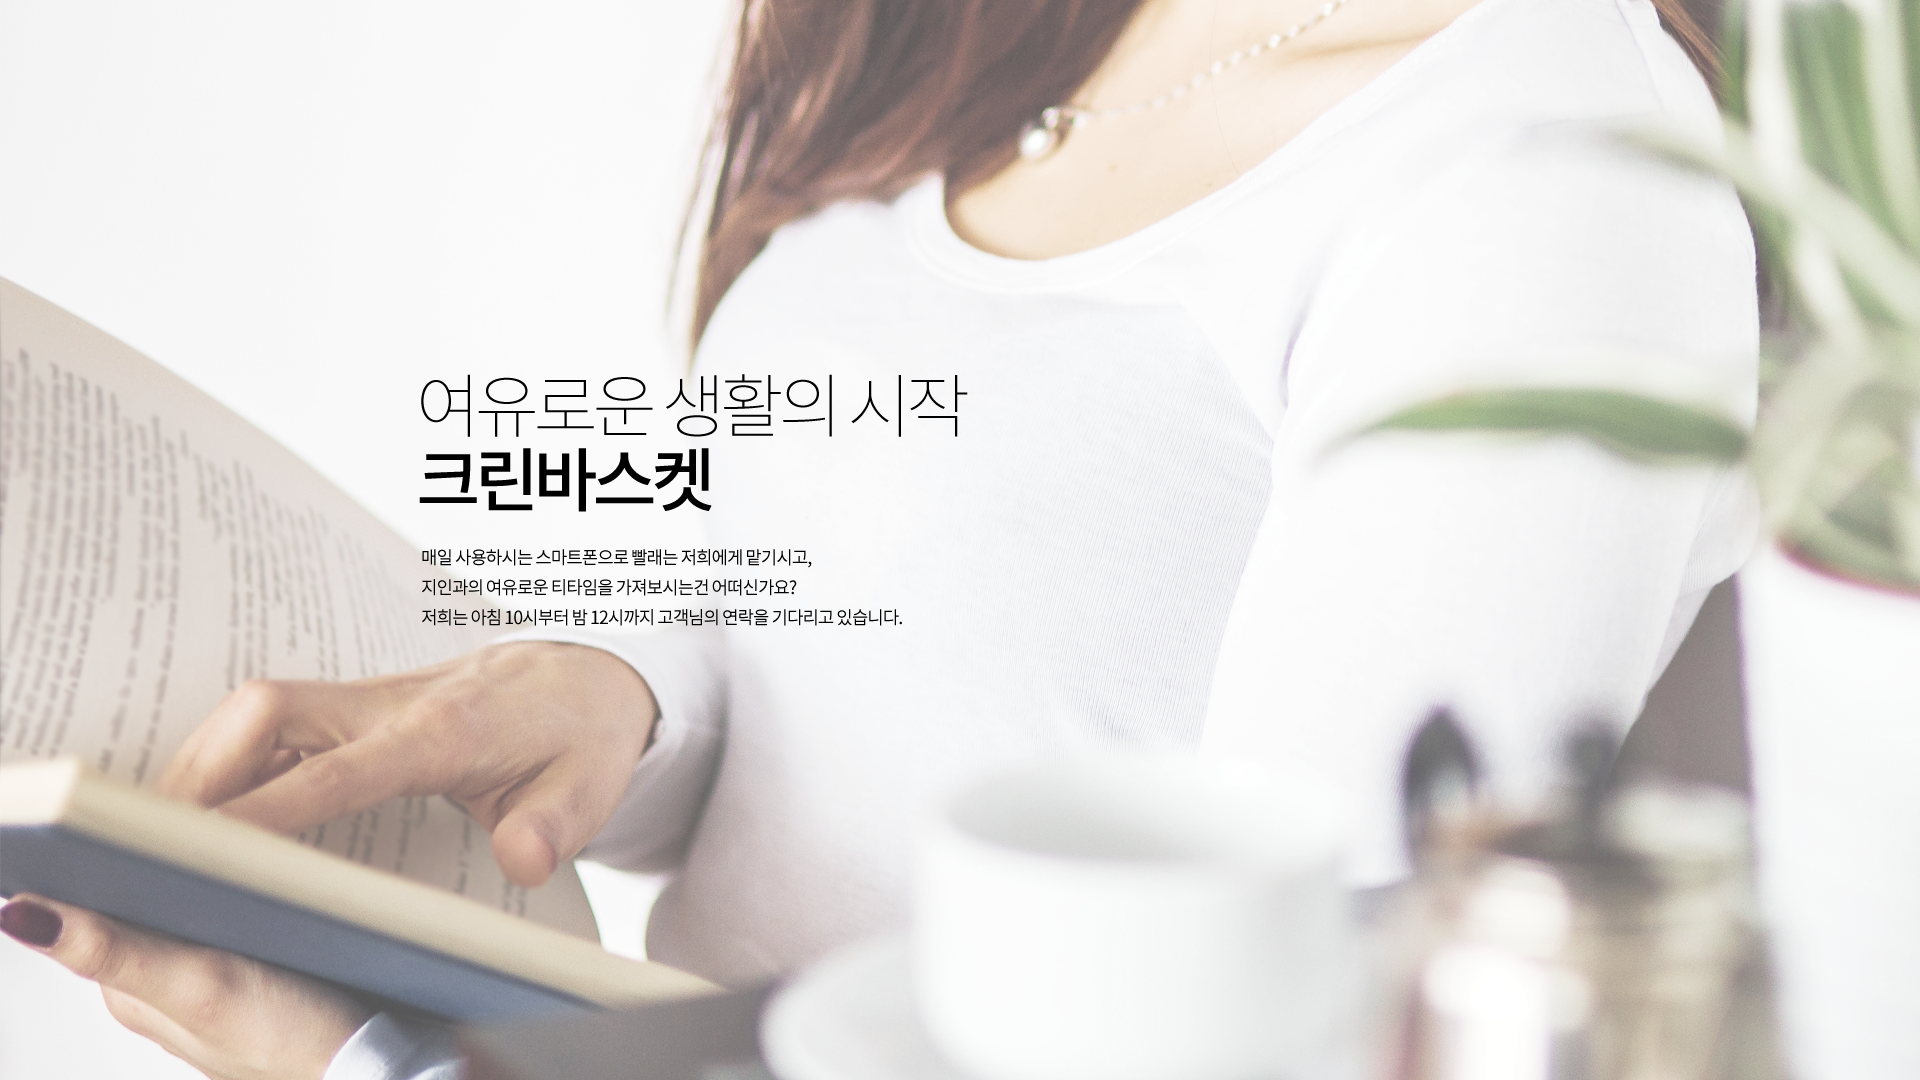 여유로운 생활의 시작
크린바스켓
매일 사용하시는 스마트폰으로 빨래는 저희에게 맡기시고,
지인과의 여유로운 티타임을 가져보시는건 어떠신가요?
저희는 아침 10시부터 밤 12시까지 고객님의 연락을 기다리고 있습니다.